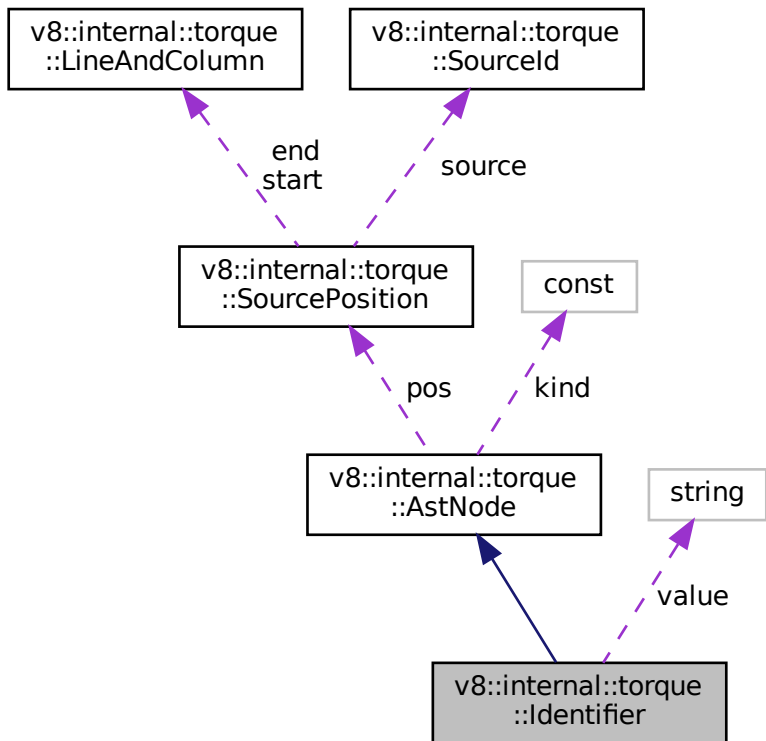 v8::internal::torque
::LineAndColumn
v8::internal::torque
::SourceId
end
start
source
v8::internal::torque
::SourcePosition
const
pos
kind
v8::internal::torque
::AstNode
string
value
v8::internal::torque
::Identifier